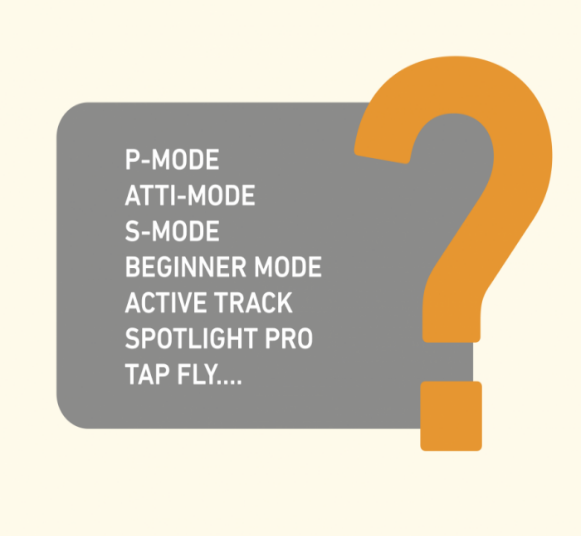 P-MODE
ATTI-MODE
S-MODE
BEGINNER MODE
ACTIVE TRACK
SPOTLIGHT PRO
TAP FLY....
?